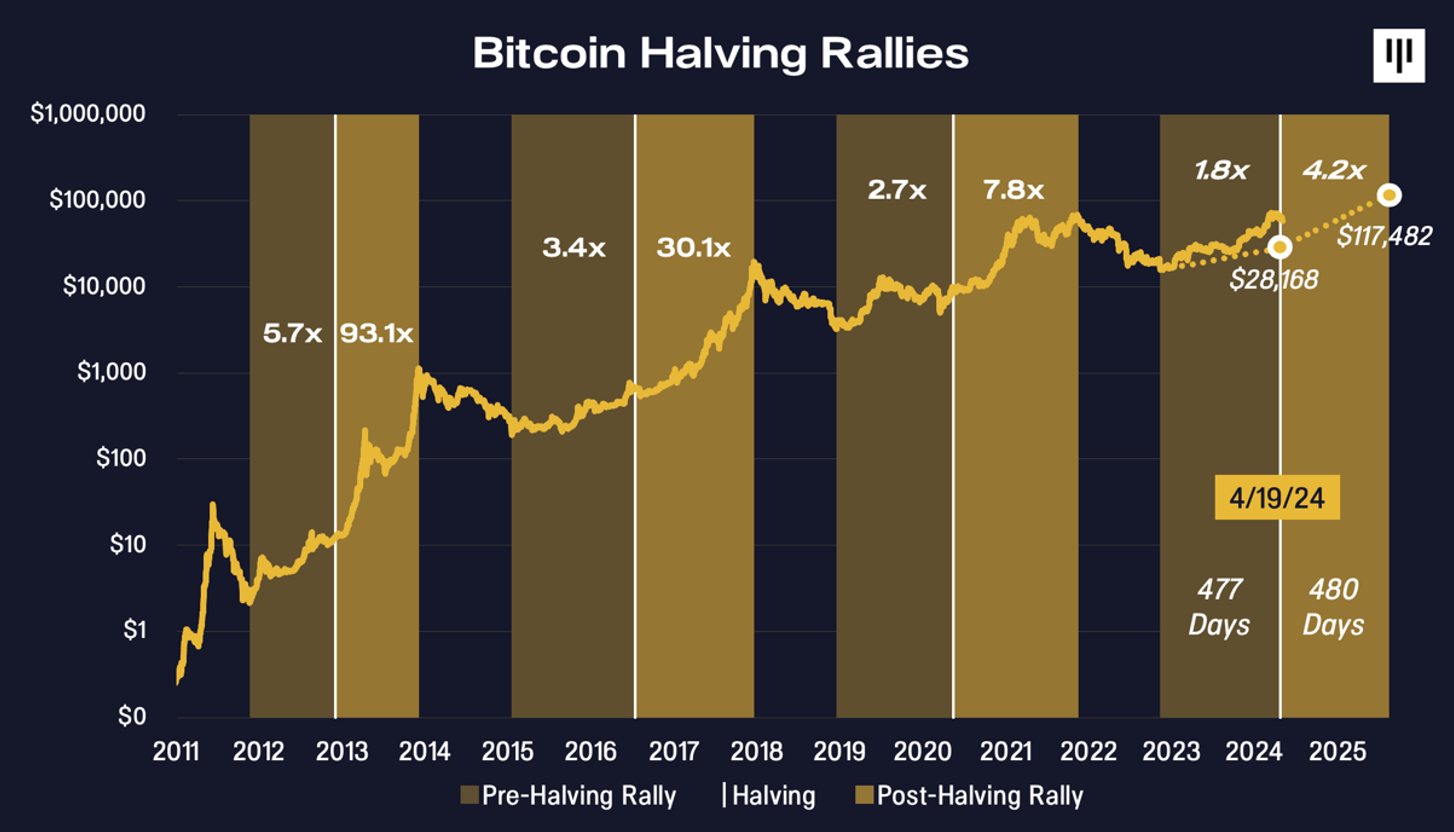 Bitcoin Halving Rallies
$1,000,000
$100,000
$10,000
$1,000
$100
$10
$1
$0
5.7x
93.1x
3.4x
30.1x
2.7x
7.8x
1.8x
4.2x
$28,168
$117,482
4/19/24
477
Days
480
Days
2011 2012 2013 2014 2015 2016 2017 2018 2019 2020 2021 2022 2023 2024 2025
Pre-Halving Rally Halving Post-Halving Rally